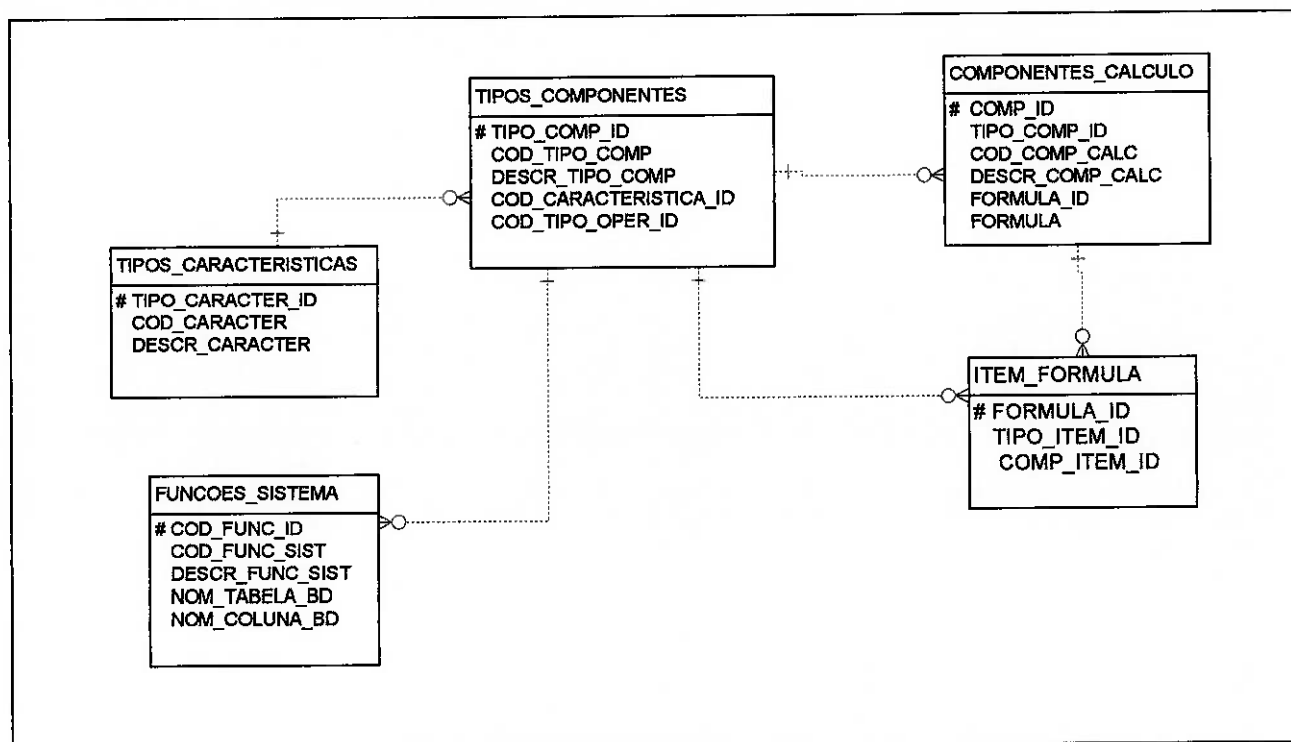 TIPOS_COMPONENTES
# TIPO_COMP_ID
COD_TIPO_COMP
DESCR_TIPO_COMP
COD_CARACTERISTICA_ID
COD_TIPO_OPER_ID
COMPONENTES_CALCULO
# COMP_ID
TIPO_COMP_ID
COD_COMP_CALC
DESCR_COMP_CALC
FORMULA_ID
FORMULA
TIPOS_CARACTERISTICAS
# TIPO_CARACTER_ID
COD_CARACTER
DESCR_CARACTER
ITEM_FORMULA
# FORMULA_ID
TIPO_ITEM_ID
COMP_ITEM_ID
FUNCOES_SISTEMA
# COD_FUNC_ID
COD_FUNC_SIST
DESCR_FUNC_SIST
NOM_TABELA_BD
NOM_COLUNA_BD